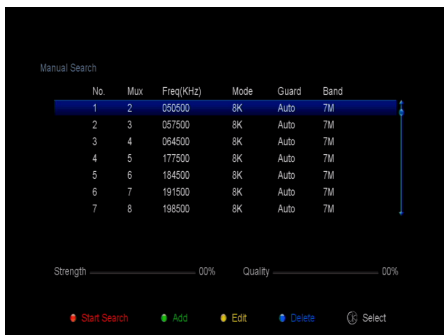 Manual Search
No. Mux Freq(KHz) Mode Guard Band
1 2 050500 8K Auto 7M
2 3 057500 8K Auto 7M
3 4 064500 8K Auto 7M
4 5 177500 8K Auto 7M
5 6 184500 8K Auto 7M
6 7 191500 8K Auto 7M
7 8 198500 8K Auto 7M
Strength 00% Quality 00%
Start Search Add Edit Delete Select